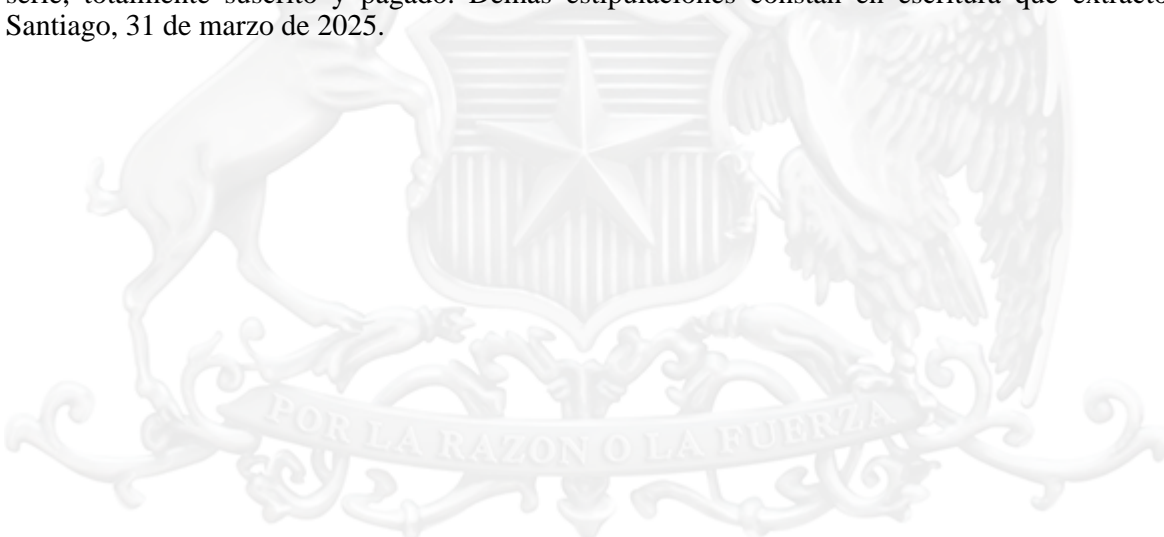 serie, totalmente suscrito y pagado. Demás estipulaciones constan en escritura que extracto
Santiago, 31 de marzo de 2025.
POR LA RAZON O LA FUERZA